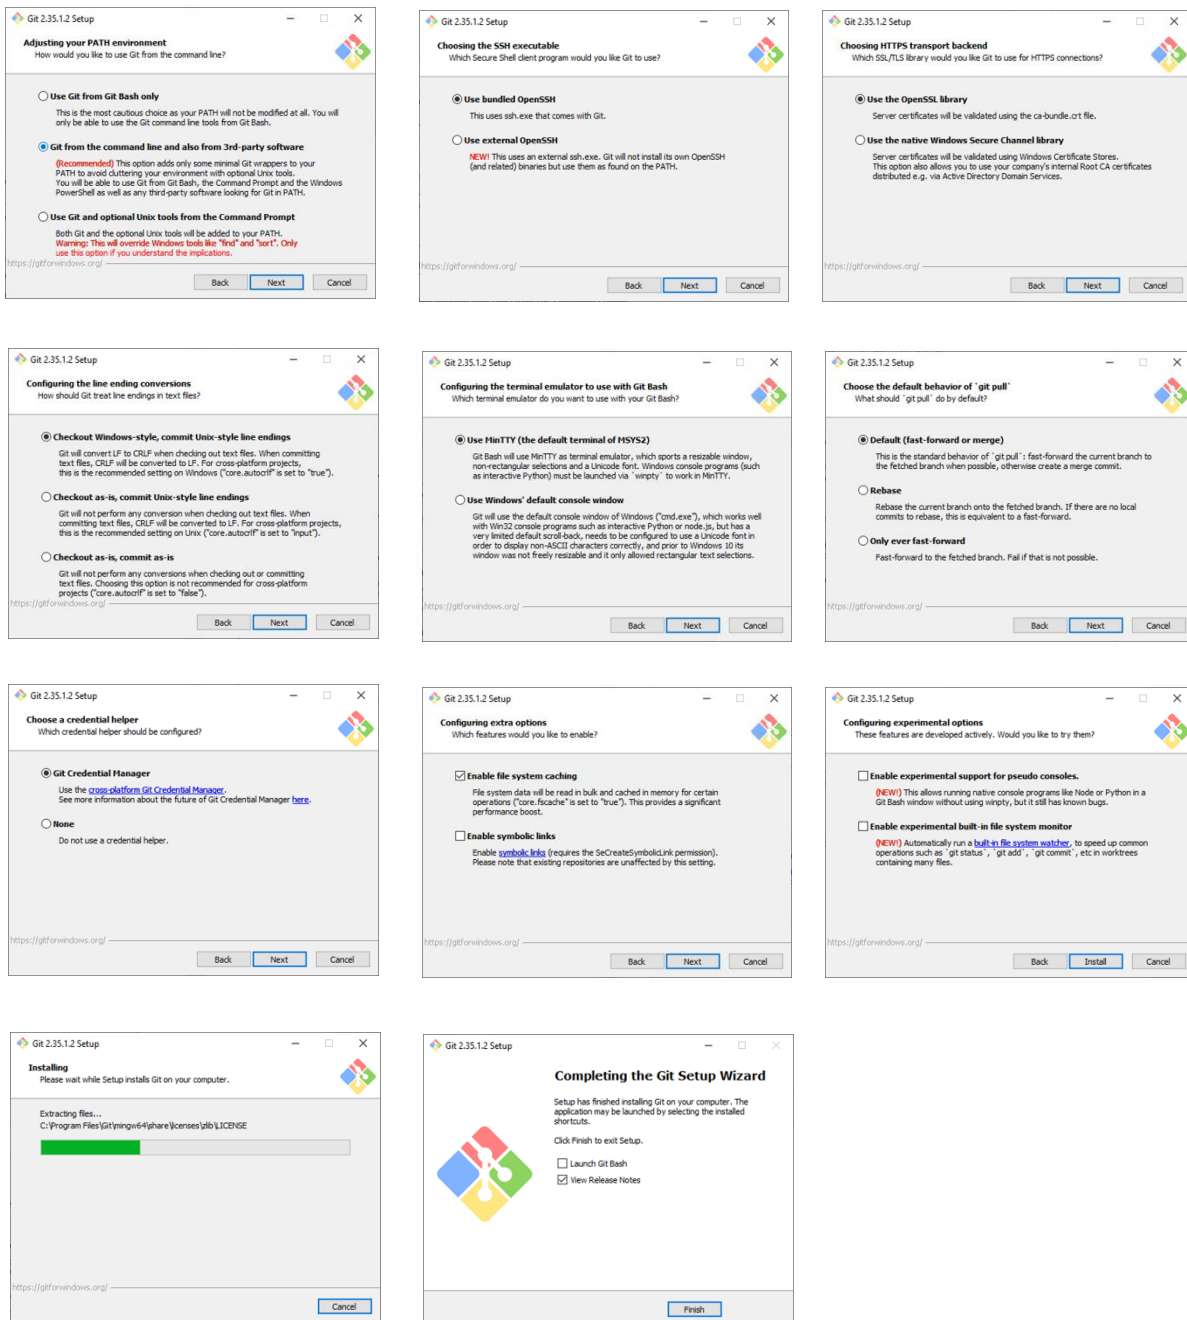 Git 2.35.1.2 Setup
Adjusting your PATH environment
How would you like to use Git from the command line?
Use Git from Git Bash only
This is the most cautious choice as your PATH will not be modified at all. You will
only be able to use the Git command line tools from Git Bash.
Git from the command line and also from 3rd-party software
(Recommended) This option adds only some minimal Git wrappers to your
PATH to avoid cluttering your environment with optional Unix tools.
You will be able to use Git from Git Bash, the Command Prompt and the Windows
PowerShell as well as any third-party software looking for Git in PATH.
Use Git and optional Unix tools from the Command Prompt
Both Git and the optional Unix tools will be added to your PATH.
Warning: This will override Windows tools like "find" and "sort". Only
use this option if you understand the implications.
https://gitforwindows.org/
Back Next Cancel
Git 2.35.1.2 Setup
Choosing the SSH executable
Which Secure Shell client program would you like Git to use?
Use bundled OpenSSH
This uses ssh.exe that comes with Git.
Use external OpenSSH
NEW! This uses an external ssh.exe. Git will not install its own OpenSSH
(and related) binaries but use them as found on the PATH.
https://gitforwindows.org/
Back Next Cancel
Git 2.35.1.2 Setup
Choosing HTTPS transport backend
Which SSL/TLS library would you like Git to use for HTTPS connections?
Use the OpenSSL library
Server certificates will be validated using the ca-bundle.crt file.
Use the native Windows Secure Channel library
Server certificates will be validated using Windows Certificate Stores.
This option also allows you to use your company's internal Root CA certificates
distributed e.g. via Active Directory Domain Services.
https://gitforwindows.org/
Back Next Cancel
Git 2.35.1.2 Setup
Configuring the line ending conversions
How should Git treat line endings in text files?
Checkout Windows-style, commit Unix-style line endings
Git will convert LF to CRLF when checking out text files. When committing
text files, CRLF will be converted to LF. For cross-platform projects,
this is the recommended setting on Windows ("core.autocrlf" is set to "true").
Checkout as-is, commit Unix-style line endings
Git will not perform any conversion when checking out text files. When
committing text files, CRLF will be converted to LF. For cross-platform projects,
this is the recommended setting on Unix ("core.autocrlf" is set to "input").
Checkout as-is, commit as-is
Git will not perform any conversions when checking out or committing
text files. Choosing this option is not recommended for cross-platform
projects ("core.autocrlf" is set to "false").
https://gitforwindows.org/
Back Next Cancel
Git 2.35.1.2 Setup
Configuring the terminal emulator to use with Git Bash
Which terminal emulator do you want to use with your Git Bash?
Use MinTTY (the default terminal of MSYS2)
Git Bash will use MinTTY as terminal emulator, which sports a resizable window,
non-rectangular selections and a Unicode font. Windows console programs (such
as interactive Python) must be launched via `winpty` to work in MinTTY.
Use Windows' default console window
Git will use the default console window of Windows ("cmd.exe"), which works well
with Win32 console programs such as interactive Python or node.js, but has a
very limited default scroll-back, needs to be configured to use a Unicode font in
order to display non-ASCII characters correctly, and prior to Windows 10 its
window was not freely resizable and it only allowed rectangular text selections.
https://gitforwindows.org/
Back Next Cancel
Git 2.35.1.2 Setup
Choose the default behavior of `git pull`
What should `git pull` do by default?
Default (fast-forward or merge)
This is the standard behavior of `git pull`: fast-forward the current branch to
the fetched branch when possible, otherwise create a merge commit.
Rebase
Rebase the current branch onto the fetched branch. If there are no local
commits to rebase, this is equivalent to a fast-forward.
Only ever fast-forward
Fast-forward to the fetched branch. Fail if that is not possible.
https://gitforwindows.org/
Back Next Cancel
Git 2.35.1.2 Setup
Choose a credential helper
Which credential helper should be configured?
Git Credential Manager
Use the cross-platform Git Credential Manager.
See more information about the future of Git Credential Manager here.
None
Do not use a credential helper.
https://gitforwindows.org/
Back Next Cancel
Git 2.35.1.2 Setup
Configuring extra options
Which features would you like to enable?
Enable file system caching
File system data will be read in bulk and cached in memory for certain
operations ("core.fscache" is set to "true"). This provides a significant
performance boost.
Enable symbolic links
Enable symbolic links (requires the SeCreateSymbolicLink permission).
Please note that existing repositories are unaffected by this setting.
https://gitforwindows.org/
Back Next Cancel
Git 2.35.1.2 Setup
Configuring experimental options
These features are developed actively. Would you like to try them?
Enable experimental support for pseudo consoles.
(NEW!) This allows running native console programs like Node or Python in a
Git Bash window without using winpty, but it still has known bugs.
Enable experimental built-in file system monitor
(NEW!) Automatically run a built-in file system watcher, to speed up common
operations such as `git status`, `git add`, `git commit`, etc in worktrees
containing many files.
https://gitforwindows.org/
Back Install Cancel
Git 2.35.1.2 Setup
Installing
Please wait while Setup installs Git on your computer.
Extracting files...
C:\Program Files\Git\mingw64\share\licenses\zlib\LICENSE
https://gitforwindows.org/
Cancel
Git 2.35.1.2 Setup
Completing the Git Setup Wizard
Setup has finished installing Git on your computer. The
application may be launched by selecting the installed
shortcuts.
Click Finish to exit Setup.
Launch Git Bash
View Release Notes
Finish